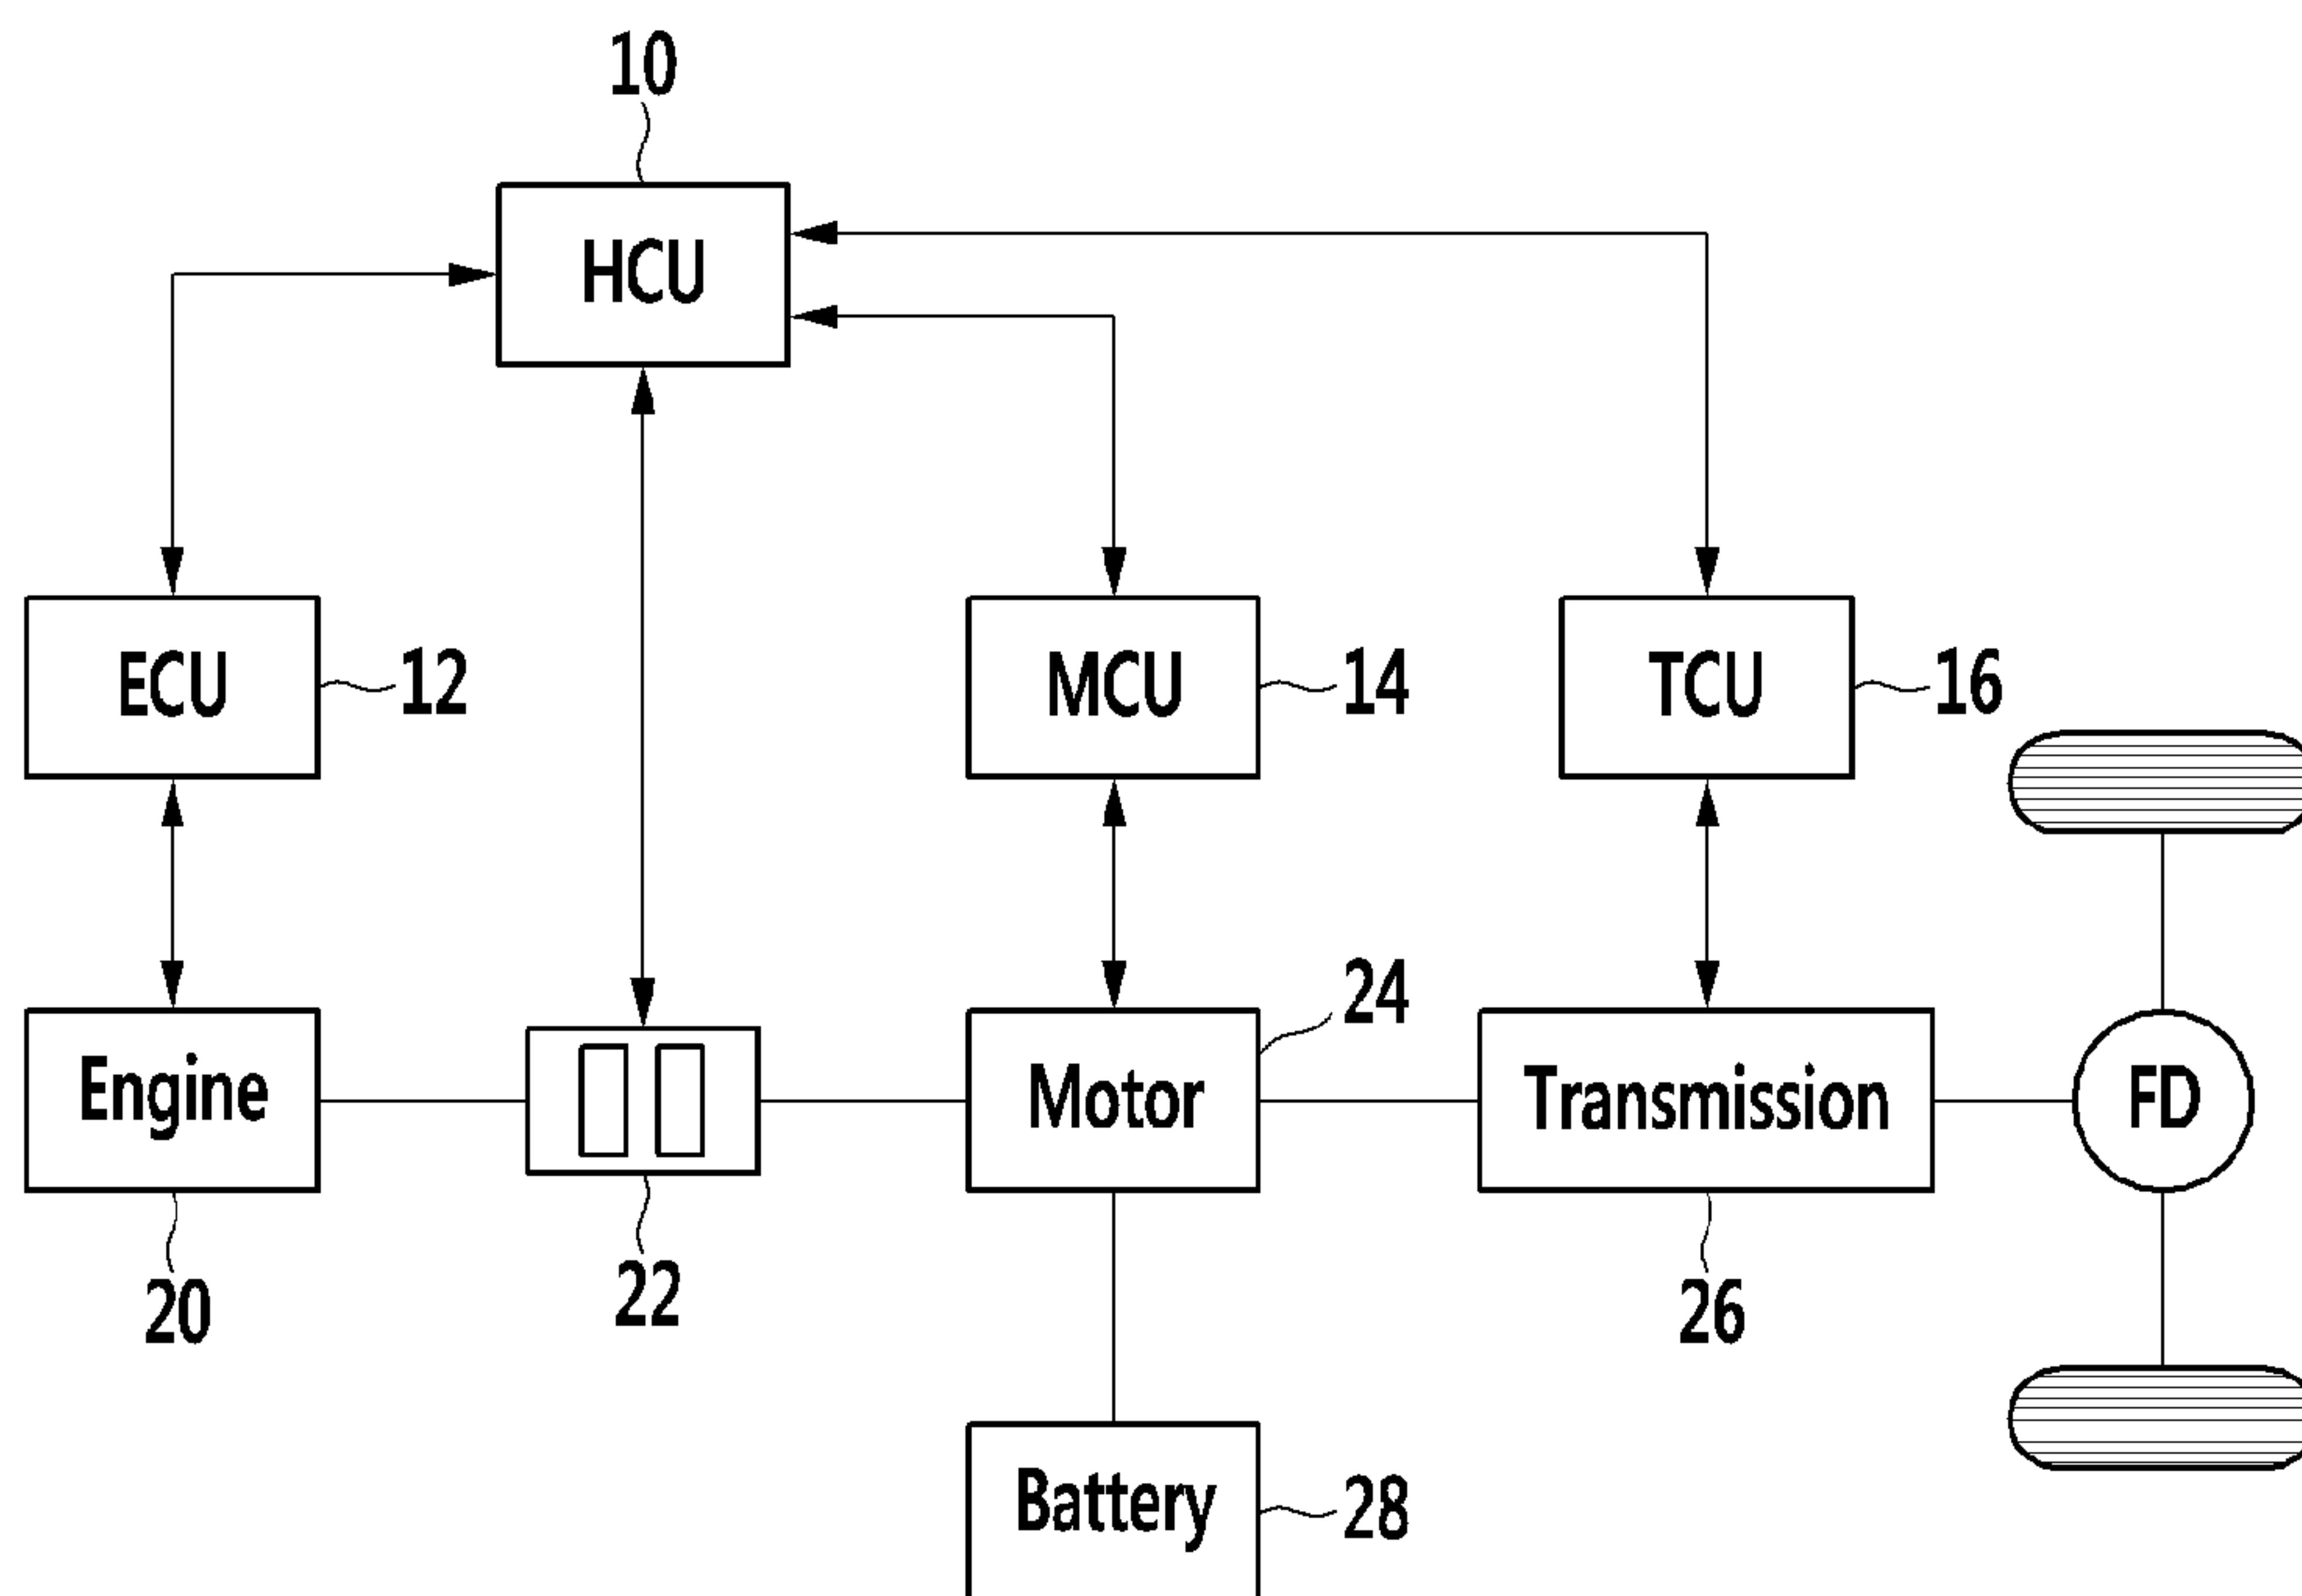 10
HCU
ECU
12
MCU
14
TCU
16
24
Engine
Motor
Transmission
FD
20
22
26
Battery
28